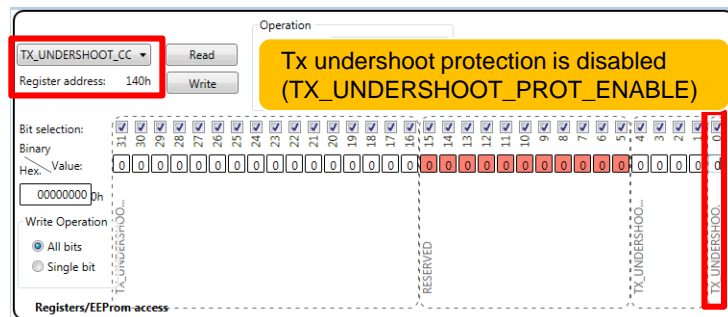 Operation
TX_UNDERSHOOT_CC
Read
Register address: 140h
Write
Tx undershoot protection is disabled
(TX_UNDERSHOOT_PROT_ENABLE)
Bit selection:
31 30 29 28 27 26 25 24 23 22 21 20 19 18 17 16 15 14 13 12 11 10 9 8 7 6 5 4 3 2 1 0
Binary
Value:
Hex.
0 0 0 0 0 0 0 0 0 0 0 0 0 0 0 0 0 0 0 0 0 0 0 0 0 0 0 0 0 0 0 0
00000000 0h
Write Operation
All bits
Single bit
TX_UNDERSHOO...
RESERVED
TX_UNDERSHOO...
TX_UNDERSHOO.
Registers/EEProm access